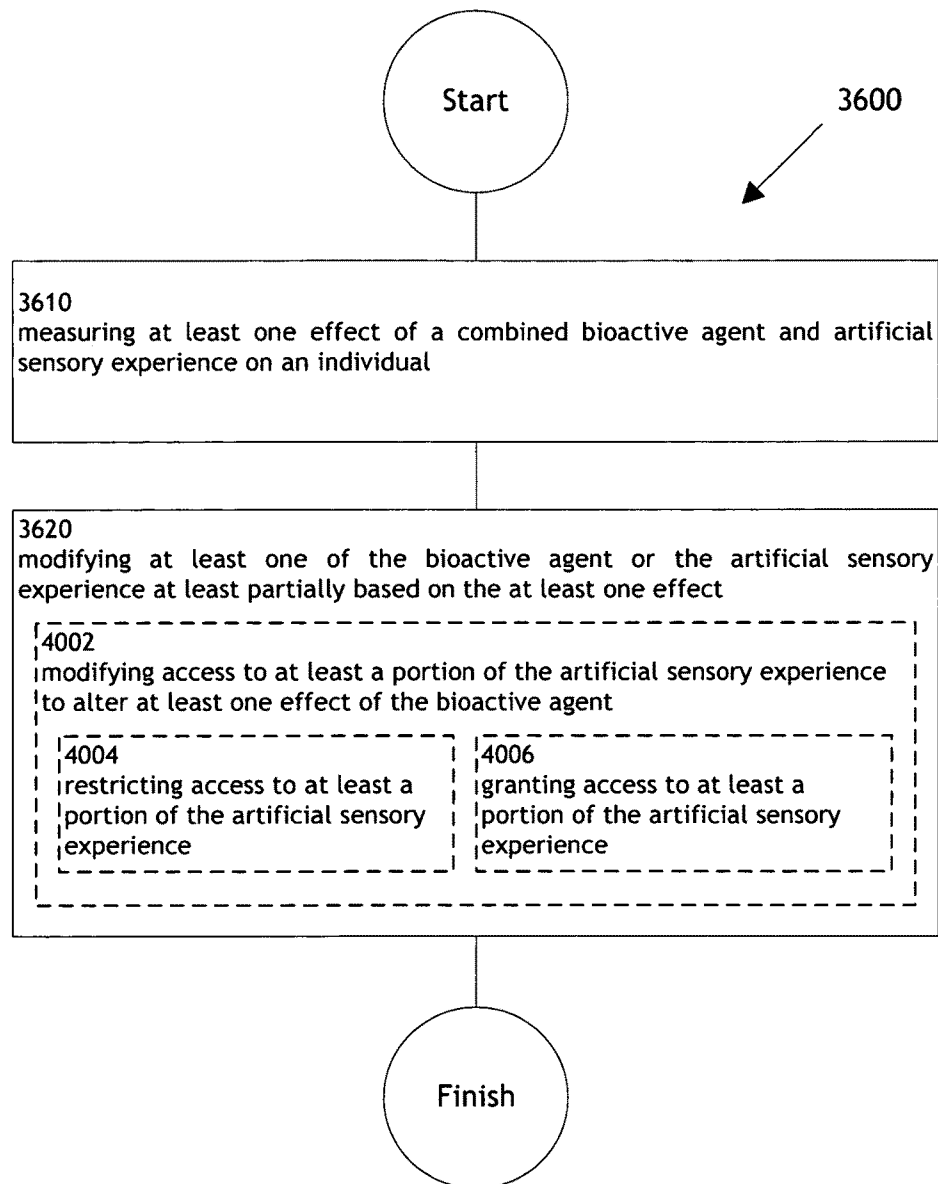 Start
3600
3610
measuring at least one effect of a combined bioactive agent and artificial
sensory experience on an individual
3620
modifying at least one of the bioactive agent or the artificial sensory
experience at least partially based on the at least one effect
4002
modifying access to at least a portion of the artificial sensory experience
to alter at least one effect of the bioactive agent
4004
restricting access to at least a
portion of the artificial sensory
experience
4006
granting access to at least a
portion of the artificial sensory
experience
Finish